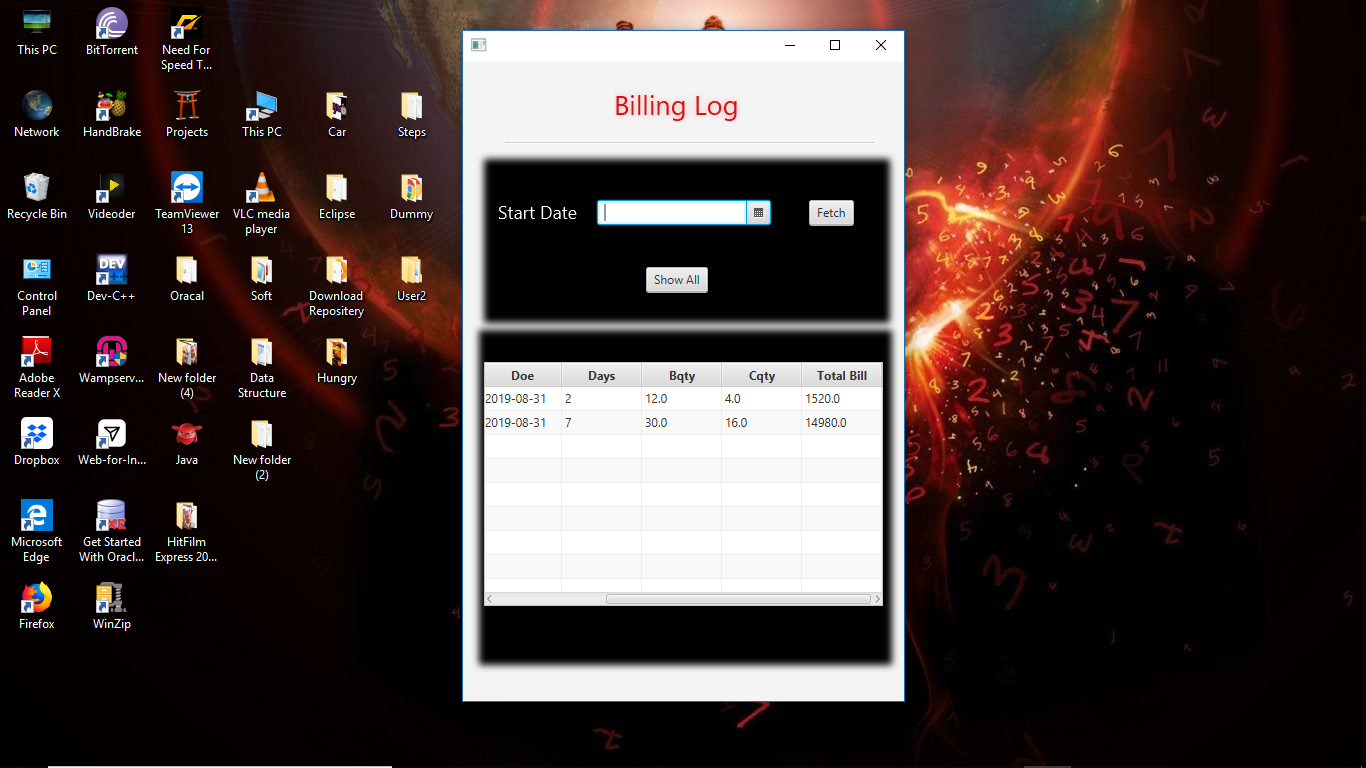 This PC
BitTorrent
Need For
Speed T...
Network
HandBrake
Projects
This PC
Car
Steps
Recycle Bin
Videoder
TeamViewer
13
VLC media
player
Eclipse
Dummy
Control
Panel
DEV
Dev-C++
Oracal
Soft
Download
Repository
User2
Adobe
Reader X
Wampserv...
New folder
(4)
Data
Structure
Hungry
Dropbox
Web-for-In...
Java
New folder
(2)
Microsoft
Edge
XE
Get Started
With Oracl...
HitFilm
Express 20...
Firefox
WinZip
Billing Log
Start Date
Fetch
Show All
Doe Days Bqty Cqty Total Bill
2019-08-31 2 12.0 4.0 1520.0
2019-08-31 7 30.0 16.0 14980.0